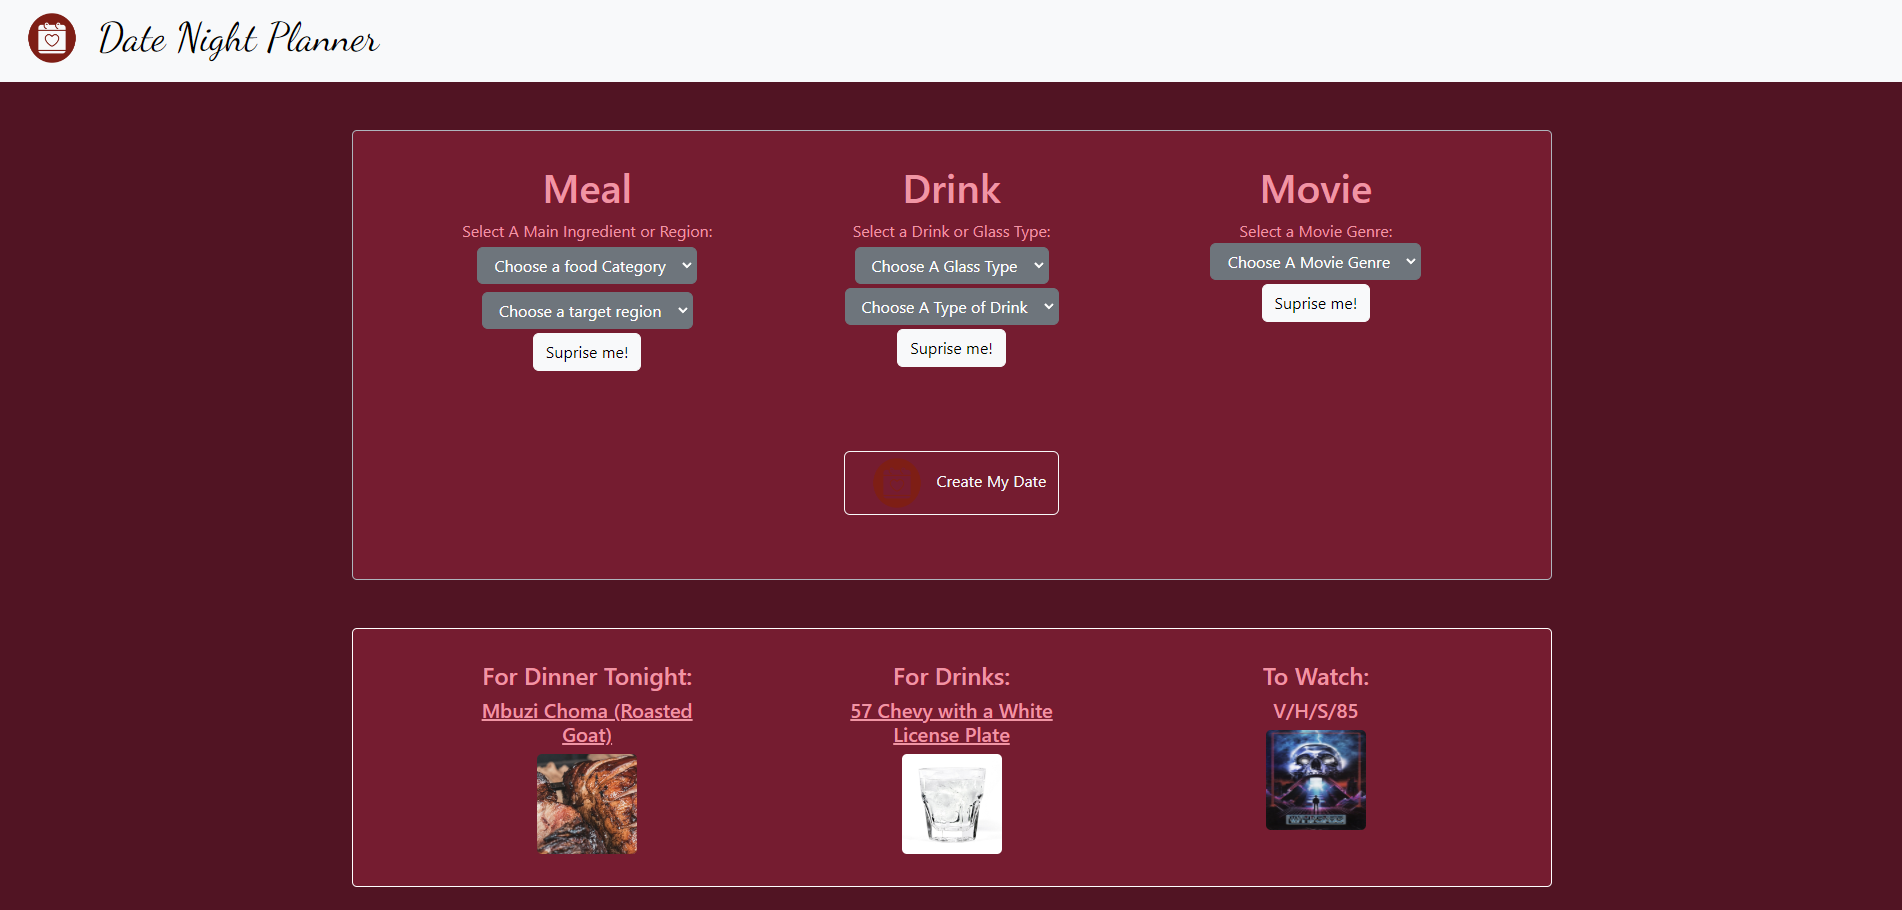 Date Night Planner
Meal
Select A Main Ingredient or Region:
Choose a food Category
Choose a target region
Suprise me!
Drink
Select a Drink or Glass Type:
Choose A Glass Type
Choose A Type of Drink
Suprise me!
Movie
Select a Movie Genre:
Choose A Movie Genre
Suprise me!
Create My Date
For Dinner Tonight:
Mbuzi Choma (Roasted
Goat)
For Drinks:
57 Chevy with a White
License Plate
To Watch:
V/H/S/85